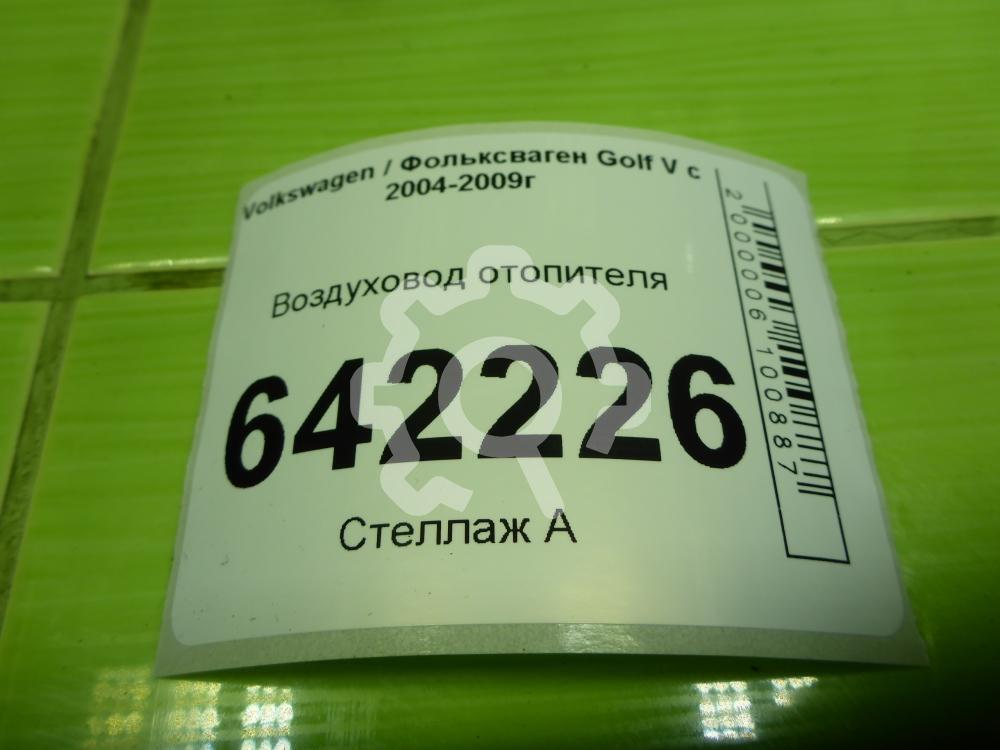 Volkswagen / Фольксваген Golf V с
2004-2009г
Воздуховод отопителя
642226
Стеллаж А
2000006100887